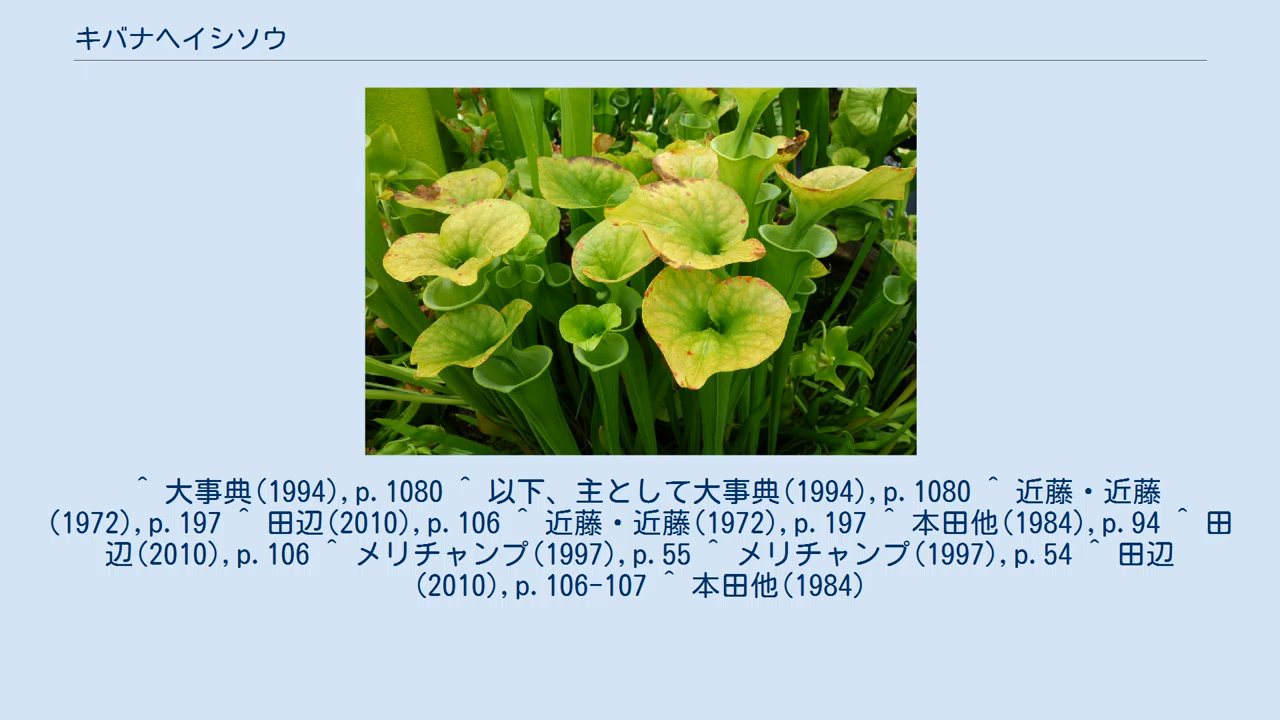 キバナヘイシソウ
^ 大事典(1994),p.1080 ^ 以下、主として大事典(1994),p.1080 ^ 近藤・近藤
(1972),p.197 ^ 田辺(2010),p.106 ^ 近藤・近藤(1972),p.197 ^ 本田他(1984),p.94 ^ 田
辺(2010),p.106 ^ メリチャンプ(1997),p.55 ^ メリチャンプ(1997),p.54 ^ 田辺
(2010),p.106-107 ^ 本田他(1984)